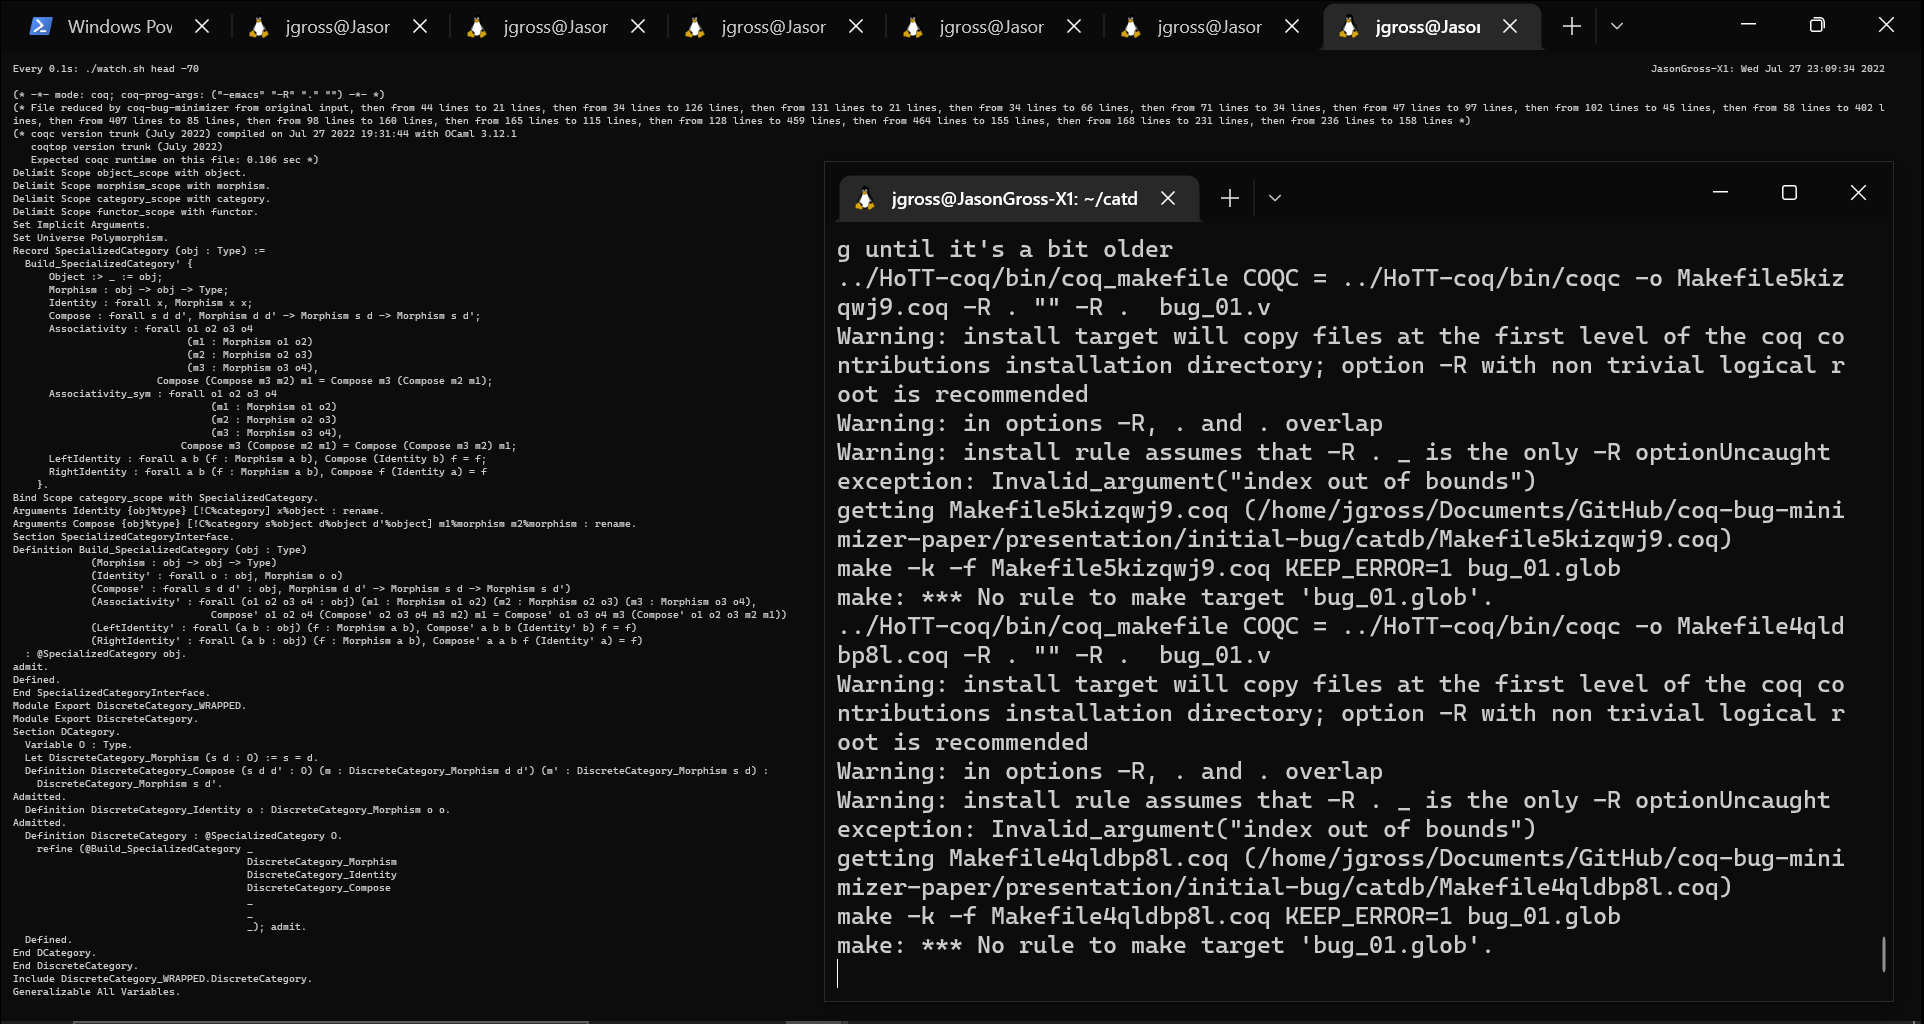 Windows Pov
jgross@Jasor
jgross@Jasor
jgross@Jasor
jgross@Jasor
jgross@Jasor
jgross@Jasor
Every 0.1s: ./watch.sh head -70
JasonGross-X1: Wed Jul 27 23:09:34 2022
(* -*- mode: coq; coq-prog-args: ("-emacs" "-R" "." "") -*- *)
(* File reduced by coq-bug-minimizer from original input, then from 44 lines to 21 lines, then from 34 lines to 126 lines, then from 131 lines to 21 lines, then from 34 lines to 66 lines, then from 71 lines to 34 lines, then from 47 lines to 97 lines, then from 102 lines to 45 lines, then from 58 lines to 402 l
ines, then from 407 lines to 85 lines, then from 98 lines to 160 lines, then from 165 lines to 115 lines, then from 128 lines to 459 lines, then from 464 lines to 155 lines, then from 168 lines to 231 lines, then from 236 lines to 158 lines *)
(* coqc version trunk (July 2022) compiled on Jul 27 2022 19:31:44 with OCaml 3.12.1
   coqtop version trunk (July 2022)
   Expected coqc runtime on this file: 0.106 sec *)
Delimit Scope object_scope with object.
Delimit Scope morphism_scope with morphism.
Delimit Scope category_scope with category.
Delimit Scope functor_scope with functor.
Set Implicit Arguments.
Set Universe Polymorphism.
Record SpecializedCategory (obj : Type) :=
  Build_SpecializedCategory' {
      Object :> _ := obj;
      Morphism : obj -> obj -> Type;
      Identity : forall x, Morphism x x;
      Compose : forall s d d', Morphism d d' -> Morphism s d -> Morphism s d';
      Associativity : forall o1 o2 o3 o4
                             (m1 : Morphism o1 o2)
                             (m2 : Morphism o2 o3)
                             (m3 : Morphism o3 o4),
                        Compose (Compose m3 m2) m1 = Compose m3 (Compose m2 m1);
      Associativity_sym : forall o1 o2 o3 o4
                                 (m1 : Morphism o1 o2)
                                 (m2 : Morphism o2 o3)
                                 (m3 : Morphism o3 o4),
                            Compose m3 (Compose m2 m1) = Compose (Compose m3 m2) m1;
      LeftIdentity : forall a b (f : Morphism a b), Compose (Identity b) f = f;
      RightIdentity : forall a b (f : Morphism a b), Compose f (Identity a) = f
    }.
Bind Scope category_scope with SpecializedCategory.
Arguments Identity {obj%type} [!C%category] x%object : rename.
Arguments Compose {obj%type} [!C%category s%object d%object d'%object] m1%morphism m2%morphism : rename.
Section SpecializedCategoryInterface.
Definition Build_SpecializedCategory (obj : Type)
             (Morphism : obj -> obj -> Type)
             (Identity' : forall o : obj, Morphism o o)
             (Compose' : forall s d d' : obj, Morphism d d' -> Morphism s d -> Morphism s d')
             (Associativity' : forall (o1 o2 o3 o4 : obj) (m1 : Morphism o1 o2) (m2 : Morphism o2 o3) (m3 : Morphism o3 o4),
                                 Compose' o1 o2 o4 (Compose' o2 o3 o4 m3 m2) m1 = Compose' o1 o3 o4 m3 (Compose' o1 o2 o3 m2 m1))
             (LeftIdentity' : forall (a b : obj) (f : Morphism a b), Compose' a b b (Identity' b) f = f)
             (RightIdentity' : forall (a b : obj) (f : Morphism a b), Compose' a a b f (Identity' a) = f)
  : @SpecializedCategory obj.
admit.
Defined.
End SpecializedCategoryInterface.
Module Export DiscreteCategory_WRAPPED.
Module Export DiscreteCategory.
Section DCategory.
  Variable O : Type.
  Let DiscreteCategory_Morphism (s d : O) := s = d.
  Definition DiscreteCategory_Compose (s d d' : O) (m : DiscreteCategory_Morphism d d') (m' : DiscreteCategory_Morphism s d) :
    DiscreteCategory_Morphism s d'.
Admitted.
  Definition DiscreteCategory_Identity o : DiscreteCategory_Morphism o o.
Admitted.
  Definition DiscreteCategory : @SpecializedCategory O.
    refine (@Build_SpecializedCategory _
                                       DiscreteCategory_Morphism
                                       DiscreteCategory_Identity
                                       DiscreteCategory_Compose
                                       _
                                       _
                                       _); admit.
  Defined.
End DCategory.
End DiscreteCategory.
Include DiscreteCategory_WRAPPED.DiscreteCategory.
Generalizable All Variables.
jgross@JasonGross-X1: ~/catd
g until it's a bit older
../HoTT-coq/bin/coq_makefile COQC = ../HoTT-coq/bin/coqc -o Makefile5kiz
qwj9.coq -R . "" -R .  bug_01.v
Warning: install target will copy files at the first level of the coq co
ntributions installation directory; option -R with non trivial logical r
oot is recommended
Warning: in options -R, . and . overlap
Warning: install rule assumes that -R . _ is the only -R optionUncaught
exception: Invalid_argument("index out of bounds")
getting Makefile5kizqwj9.coq (/home/jgross/Documents/GitHub/coq-bug-mini
mizer-paper/presentation/initial-bug/catdb/Makefile5kizqwj9.coq)
make -k -f Makefile5kizqwj9.coq KEEP_ERROR=1 bug_01.glob
make: *** No rule to make target 'bug_01.glob'.
../HoTT-coq/bin/coq_makefile COQC = ../HoTT-coq/bin/coqc -o Makefile4qld
bp8l.coq -R . "" -R .  bug_01.v
Warning: install target will copy files at the first level of the coq co
ntributions installation directory; option -R with non trivial logical r
oot is recommended
Warning: in options -R, . and . overlap
Warning: install rule assumes that -R . _ is the only -R optionUncaught
exception: Invalid_argument("index out of bounds")
getting Makefile4qldbp8l.coq (/home/jgross/Documents/GitHub/coq-bug-mini
mizer-paper/presentation/initial-bug/catdb/Makefile4qldbp8l.coq)
make -k -f Makefile4qldbp8l.coq KEEP_ERROR=1 bug_01.glob
make: *** No rule to make target 'bug_01.glob'.